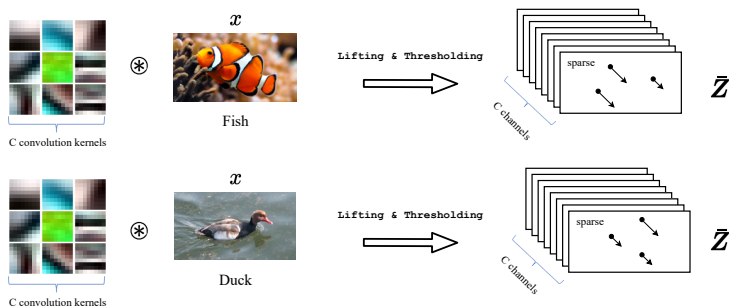 x
Lifting & Thresholding
sparse
⊛
Z̄
C channels
Fish
C convolution kernels
x
Lifting & Thresholding
sparse
⊛
Z̄
C channels
Duck
C convolution kernels